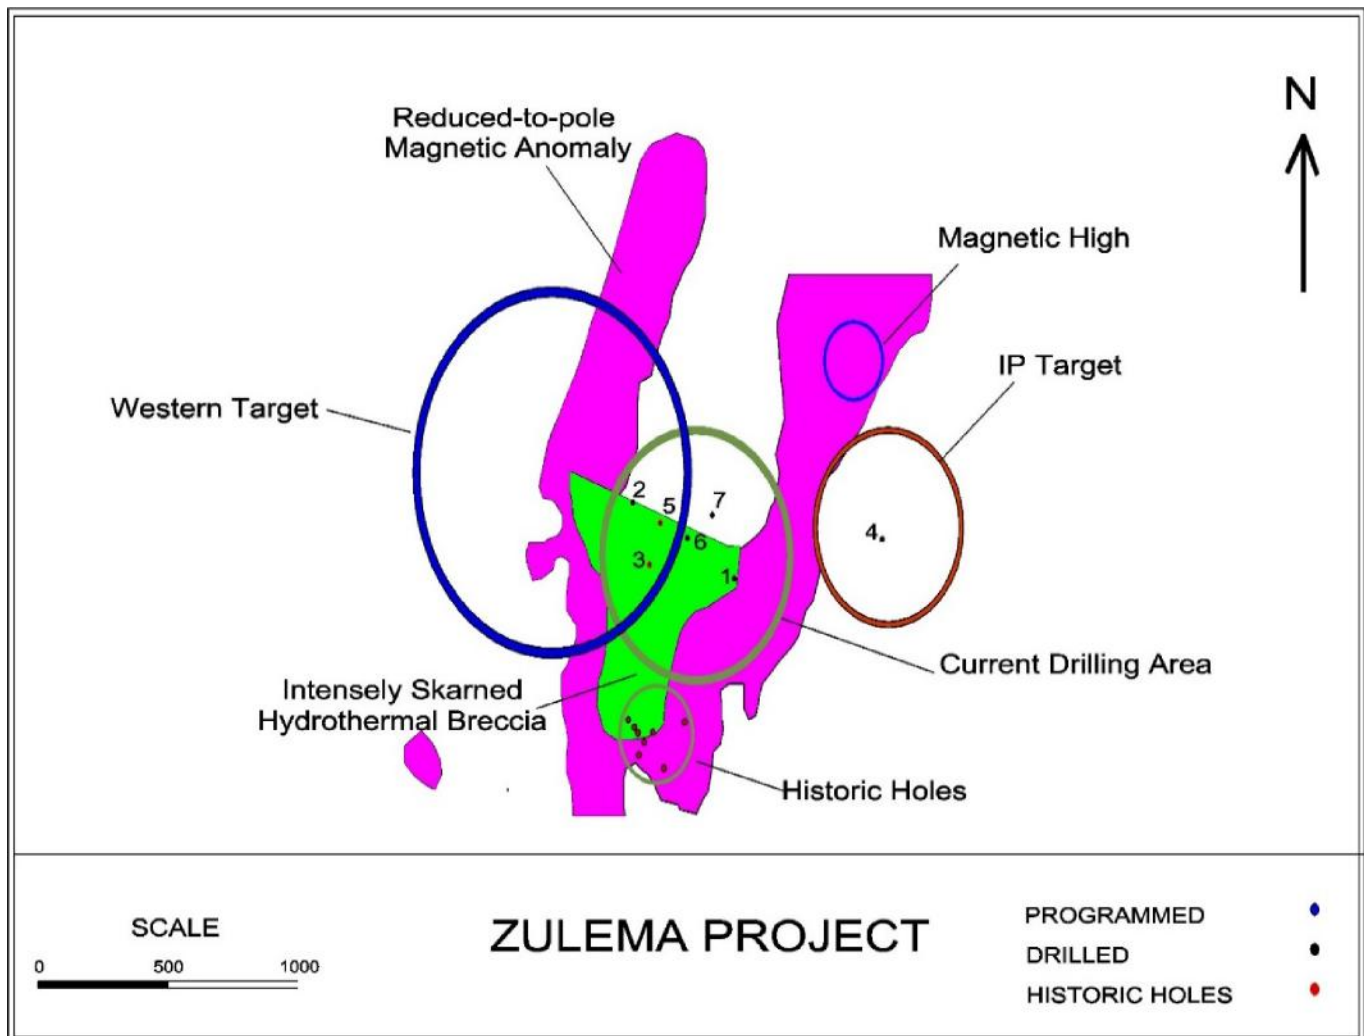 N
Reduced-to-pole
Magnetic Anomaly
Magnetic High
IP Target
Western Target
2
5
7
6
4
3
1
Current Drilling Area
Intensely Skarned
Hydrothermal Breccia
Historic Holes
SCALE
0 500 1000
ZULEMA PROJECT
PROGRAMMED
DRILLED
HISTORIC HOLES